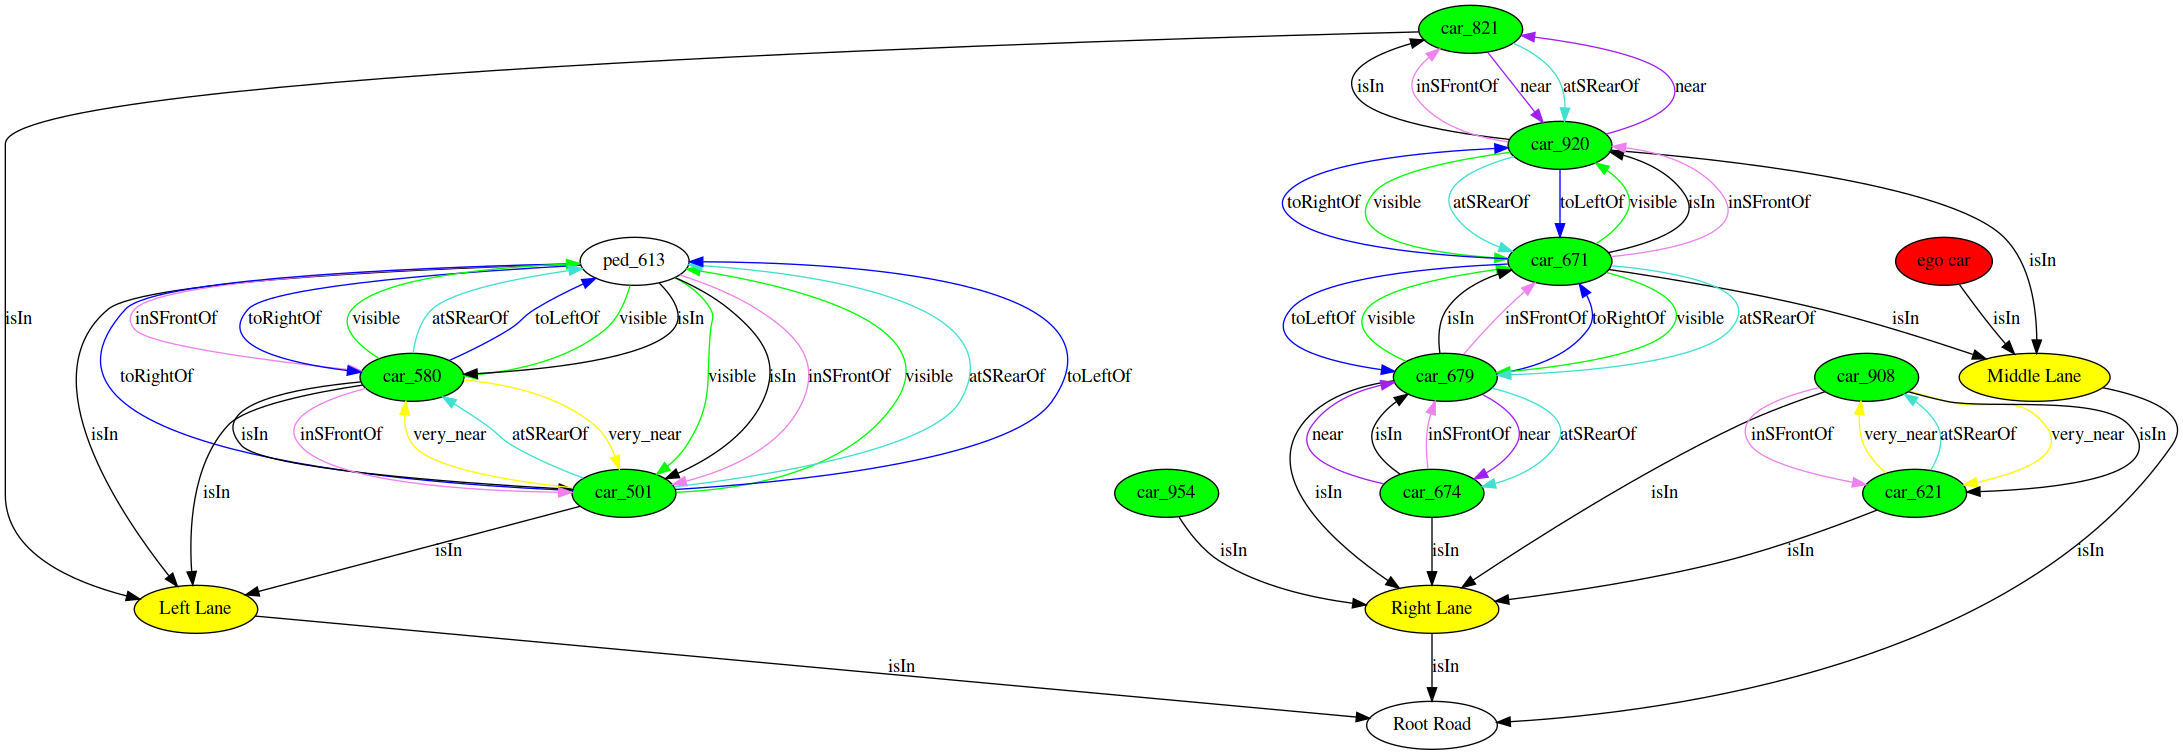 car_821
isIn inSFrontOf near atSRearOf near
car_920
toRightOf visible atSRearOf toLeftOf visible isIn inSFrontOf isIn
ped_613 car_671 ego car
isIn inSFrontOf toRightOf visible atSRearOf toLeftOf visible isIn toLeftOf visible isIn inSFrontOf toRightOf visible atSRearOf isIn isIn
toRightOf car_580 visible isIn inSFrontOf visible atSRearOf toLeftOf car_679 car_908 Middle Lane
isIn isIn inSFrontOf very_near atSRearOf very_near near isIn inSFrontOf near atSRearOf inSFrontOf very_near atSRearOf very_near isIn
isIn car_501 car_954 isIn car_674 isIn car_621
isIn isIn isIn isIn isIn
Left Lane Right Lane
isIn isIn
Root Road